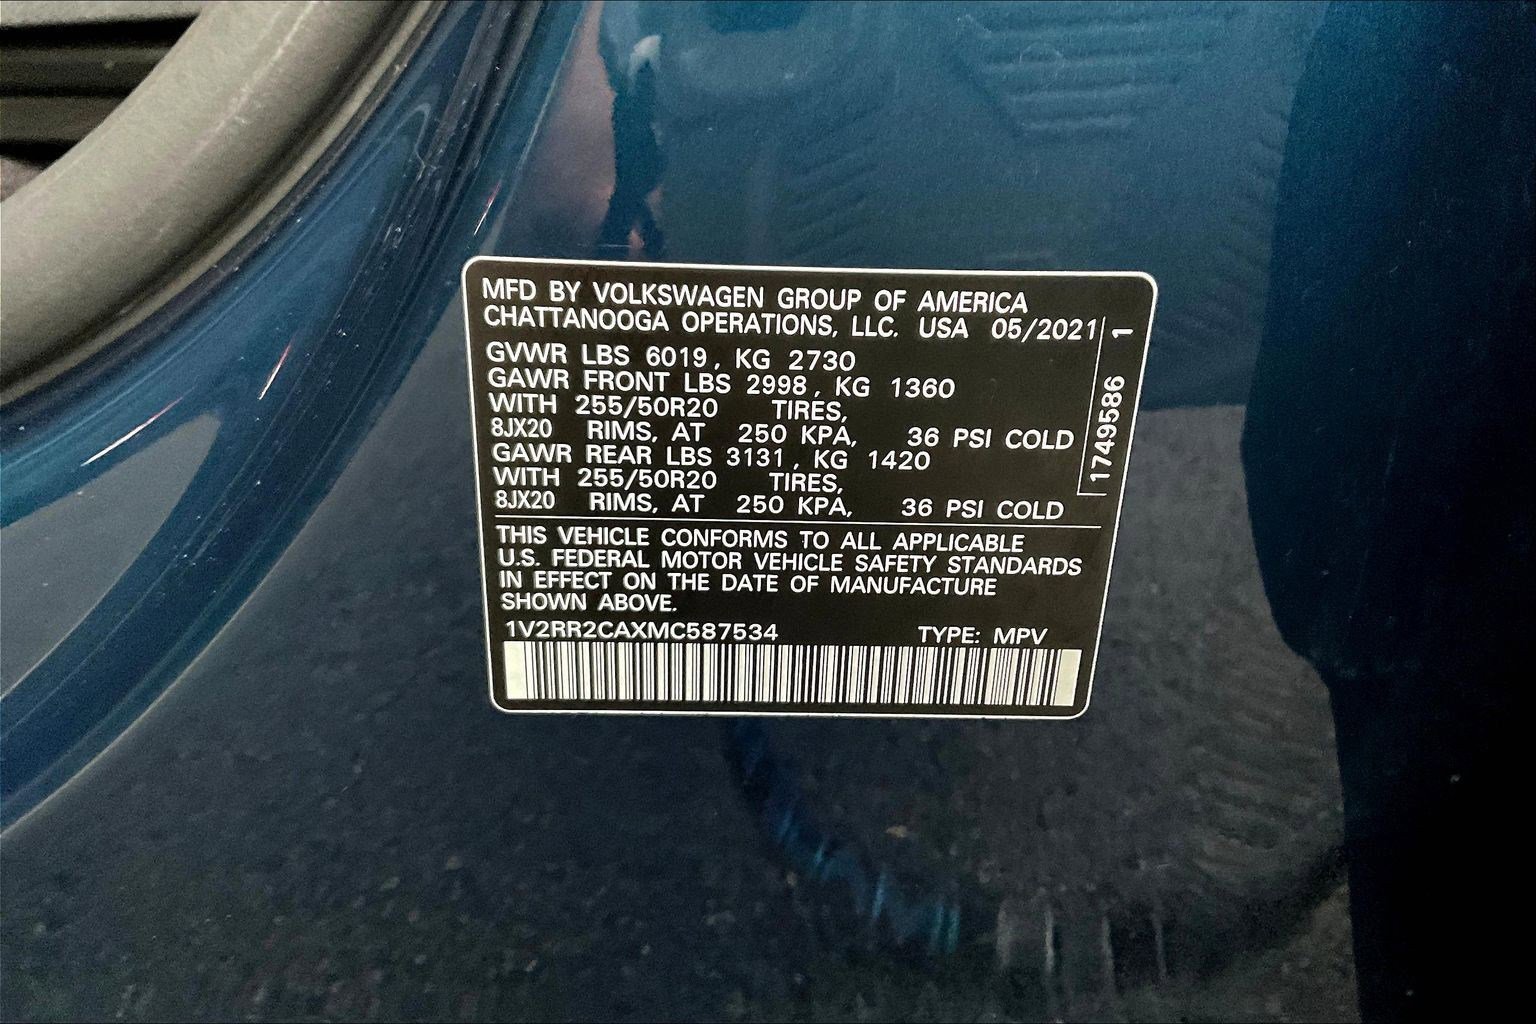 MFD BY VOLKSWAGEN GROUP OF AMERICA
CHATTANOOGA OPERATIONS, LLC. USA 05/2021
GVWR LBS 6019, KG 2730
GAWR FRONT LBS 2998, KG 1360
WITH 255/50R20 TIRES,
8JX20 RIMS, AT 250 KPA, 36 PSI COLD
GAWR REAR LBS 3131, KG 1420
WITH 255/50R20 TIRES,
8JX20 RIMS, AT 250 KPA, 36 PSI COLD
1749586 1
THIS VEHICLE CONFORMS TO ALL APPLICABLE
U.S. FEDERAL MOTOR VEHICLE SAFETY STANDARDS
IN EFFECT ON THE DATE OF MANUFACTURE
SHOWN ABOVE.
1V2RR2CAXMC587534 TYPE: MPV